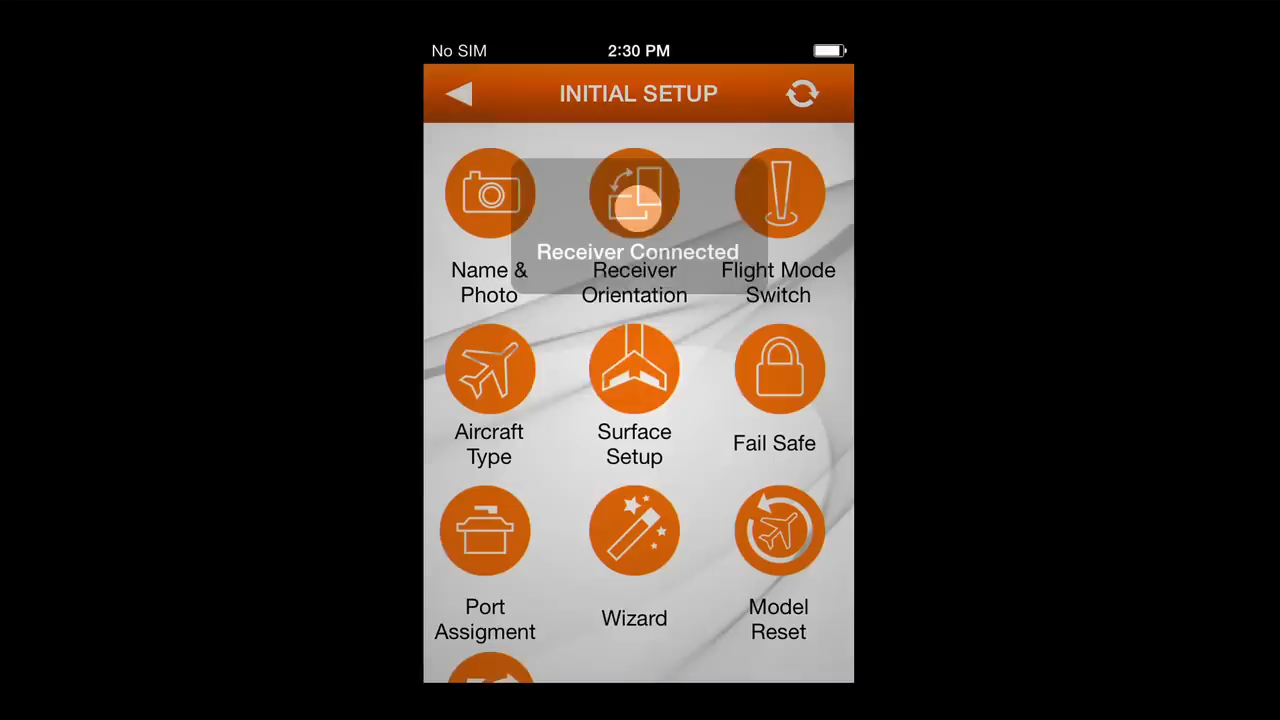 No SIM
2:30 PM
INITIAL SETUP
Receiver Connected
Name &
Photo
Receiver
Orientation
Flight Mode
Switch
Aircraft
Type
Surface
Setup
Fail Safe
Port
Assigment
Wizard
Model
Reset